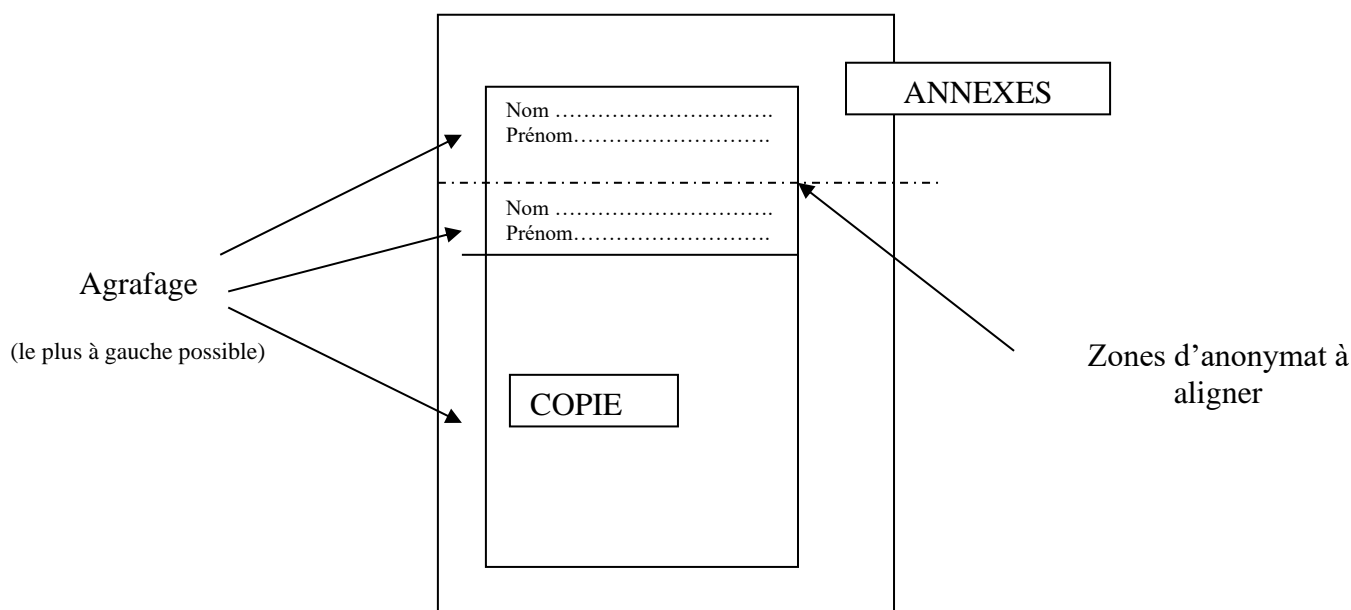 ANNEXES
Nom ………………………….
Prénom……………………….
Nom ………………………….
Prénom……………………….
Agrafage
(le plus à gauche possible)
COPIE
Zones d’anonymat à
aligner